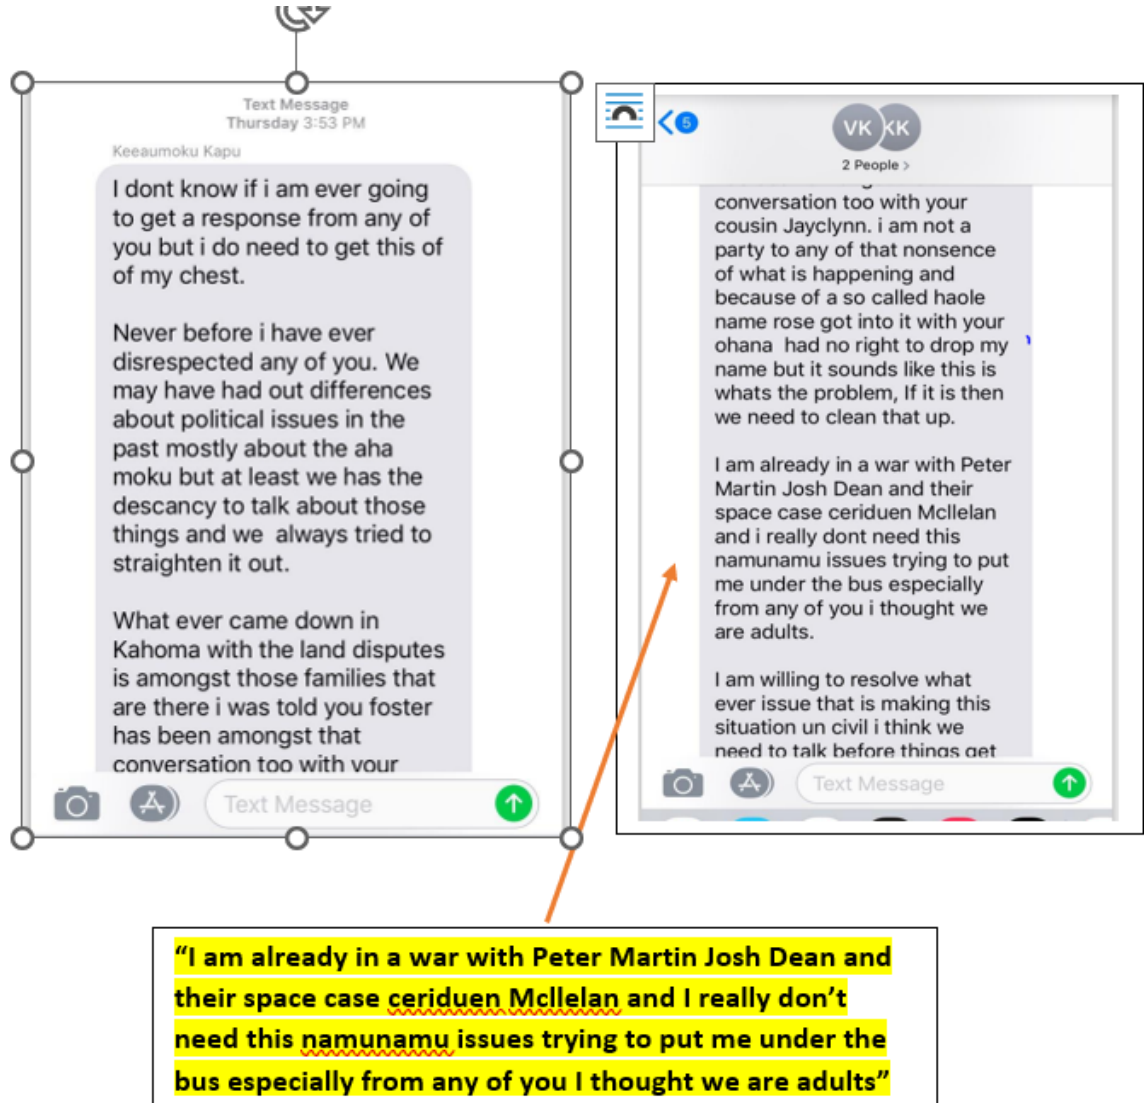 Text Message
Thursday 3:53 PM
Keeaumoku Kapu
I dont know if i am ever going
to get a response from any of
you but i do need to get this of
of my chest.
Never before i have ever
disrespected any of you. We
may have had out differences
about political issues in the
past mostly about the aha
moku but at least we has the
descancy to talk about those
things and we always tried to
straighten it out.
What ever came down in
Kahoma with the land disputes
is amongst those families that
are there i was told you foster
has been amongst that
conversation too with your
Text Message
5
VK KK
2 People >
conversation too with your
cousin Jayclynn. i am not a
party to any of that nonsence
of what is happening and
because of a so called haole
name rose got into it with your
ohana had no right to drop my
name but it sounds like this is
whats the problem, If it is then
we need to clean that up.
I am already in a war with Peter
Martin Josh Dean and their
space case ceriduen Mcllelan
and i really dont need this
namunamu issues trying to put
me under the bus especially
from any of you i thought we
are adults.
I am willing to resolve what
ever issue that is making this
situation un civil i think we
need to talk before things get
Text Message
“I am already in a war with Peter Martin Josh Dean and
their space case ceriduen Mcllelan and I really don’t
need this namunamu issues trying to put me under the
bus especially from any of you I thought we are adults”